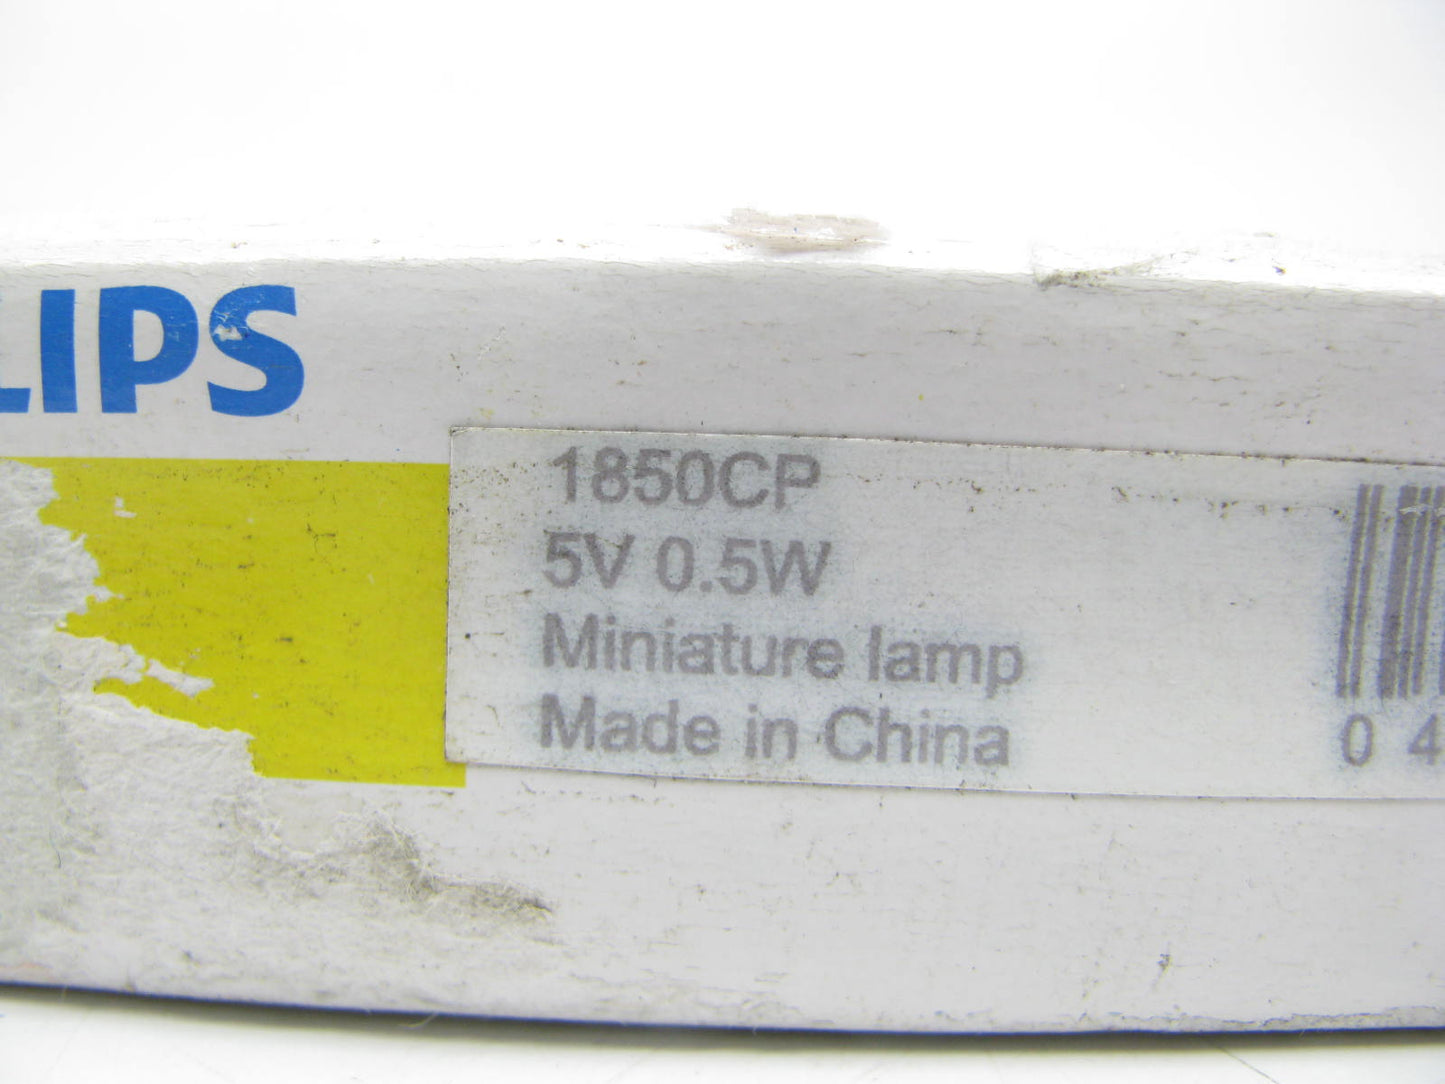 LIPS
1850CP
5V 0.5W
Miniature lamp
Made in China
0 4